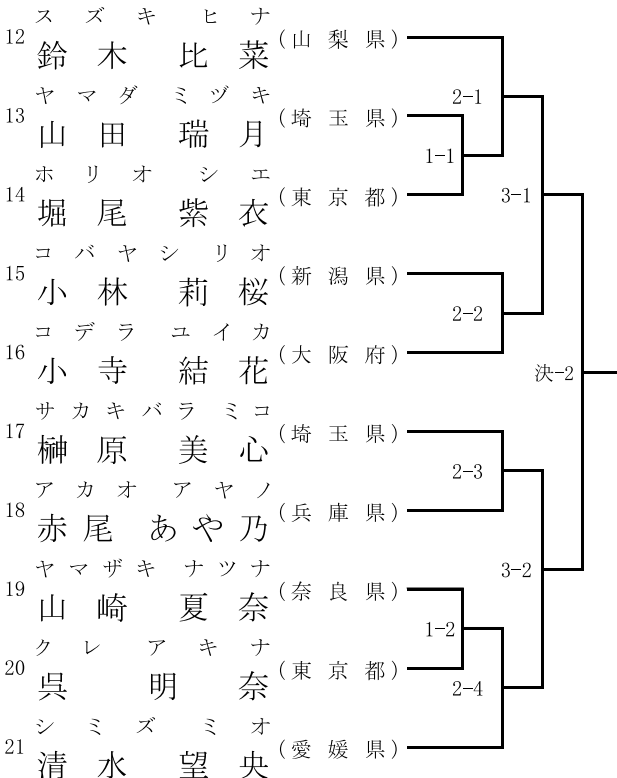 スズキ ヒナ
12 鈴木 比菜 (山梨県)
ヤマダ ミヅキ
13 山田 瑞月 (埼玉県)
ホリオ シエ
14 堀尾 紫衣 (東京都)
コバヤシ リオ
15 小林 莉桜 (新潟県)
コデラ ユイカ
16 小寺 結花 (大阪府)
サカキバラ ミコ
17 榊原 美心 (埼玉県)
アカオ アヤノ
18 赤尾 あや乃 (兵庫県)
ヤマザキ ナツナ
19 山崎 夏奈 (奈良県)
クレ アキナ
20 呉 明奈 (東京都)
シミズ ミオ
21 清水 望央 (愛媛県)
2-1
1-1
3-1
2-2
決-2
2-3
3-2
1-2
2-4